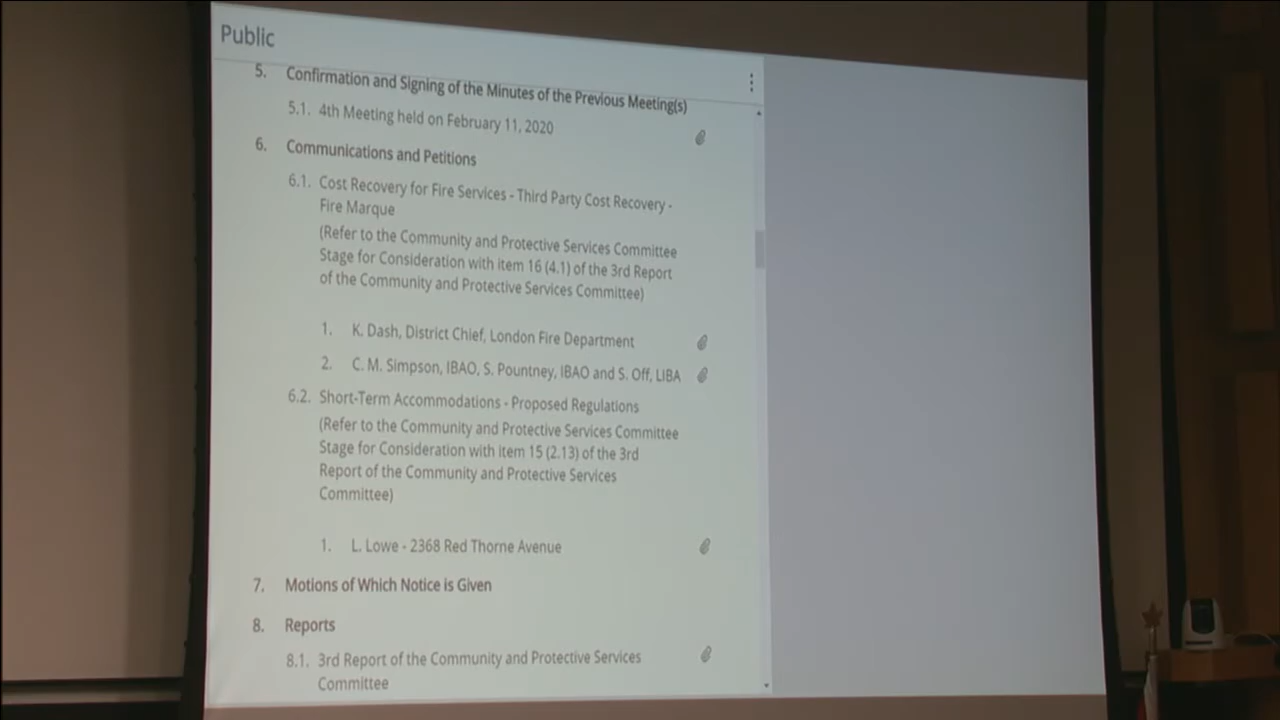 Public
5. Confirmation and Signing of the Minutes of the Previous Meeting(s)
5.1. 4th Meeting held on February 11, 2020
6. Communications and Petitions
6.1. Cost Recovery for Fire Services - Third Party Cost Recovery -
Fire Marque
(Refer to the Community and Protective Services Committee
Stage for Consideration with item 16 (4.1) of the 3rd Report
of the Community and Protective Services Committee)
1. K. Dash, District Chief, London Fire Department
2. C. M. Simpson, IBAO, S. Pountney, IBAO and S. Off, LIBA
6.2. Short-Term Accommodations - Proposed Regulations
(Refer to the Community and Protective Services Committee
Stage for Consideration with item 15 (2.13) of the 3rd
Report of the Community and Protective Services
Committee)
1. L. Lowe - 2368 Red Thorne Avenue
7. Motions of Which Notice is Given
8. Reports
8.1. 3rd Report of the Community and Protective Services
Committee